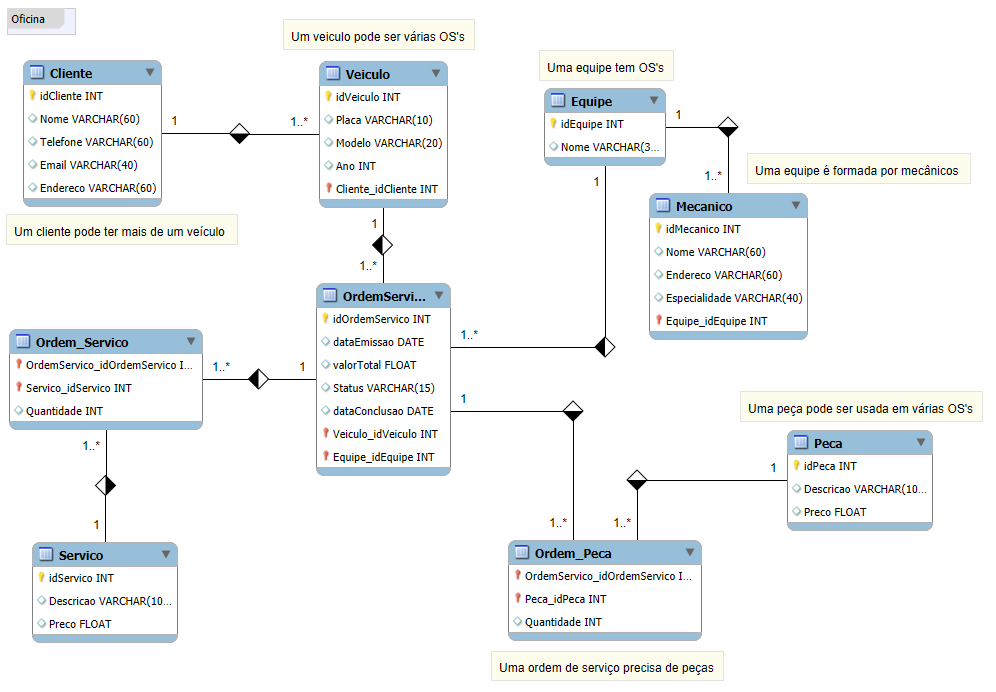 Oficina
Um veiculo pode ser várias OS's
Cliente
idCliente INT
Nome VARCHAR(60)
Telefone VARCHAR(60)
Email VARCHAR(40)
Endereco VARCHAR(60)
Um cliente pode ter mais de um veículo
1
1..*
Veiculo
idVeiculo INT
Placa VARCHAR(10)
Modelo VARCHAR(20)
Ano INT
Cliente_idCliente INT
1
1..*
Uma equipe tem OS's
Equipe
idEquipe INT
Nome VARCHAR(3...
1
1..*
1
Uma equipe é formada por mecânicos
Mecanico
idMecanico INT
Nome VARCHAR(60)
Endereco VARCHAR(60)
Especialidade VARCHAR(40)
Equipe_idEquipe INT
OrdemServi...
idOrdemServico INT
dataEmissao DATE
valorTotal FLOAT
Status VARCHAR(15)
dataConclusao DATE
Veiculo_idVeiculo INT
Equipe_idEquipe INT
1..*
1
1
1..*
Ordem_Servico
OrdemServico_idOrdemServico I...
Servico_idServico INT
Quantidade INT
1..*
1
Servico
idServico INT
Descricao VARCHAR(10...
Preco FLOAT
Uma peça pode ser usada em várias OS's
Peca
idPeca INT
Descricao VARCHAR(10...
Preco FLOAT
1
1..*
1..*
Ordem_Peca
OrdemServico_idOrdemServico I...
Peca_idPeca INT
Quantidade INT
Uma ordem de serviço precisa de peças